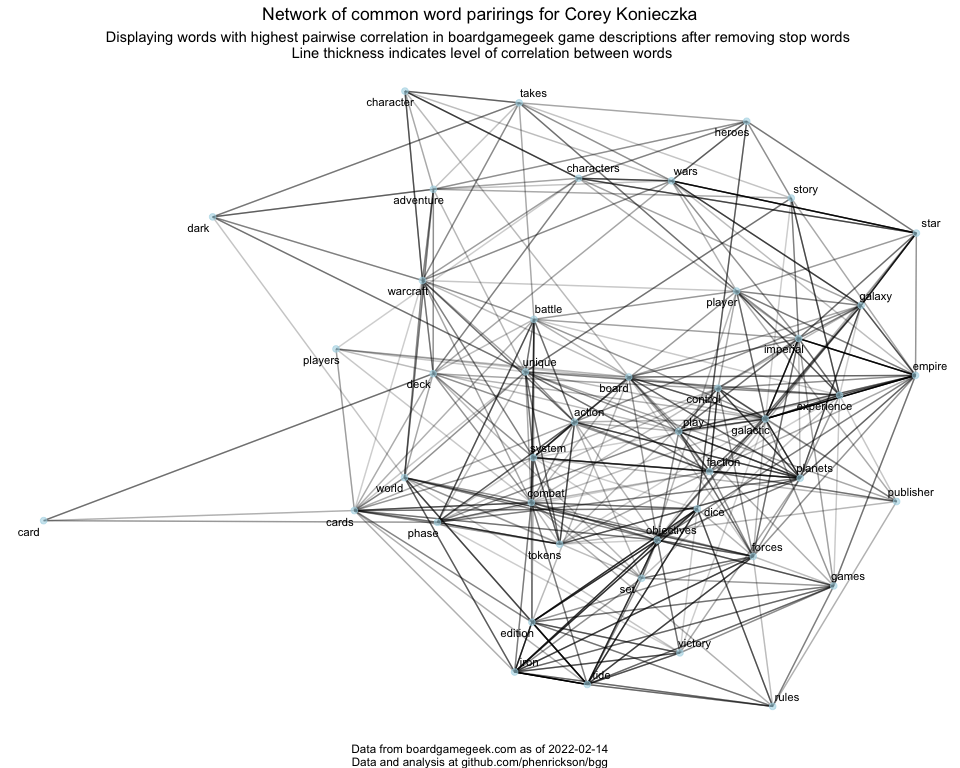 Network of common word parirings for Corey Konieczka
Displaying words with highest pairwise correlation in boardgamegeek game descriptions after removing stop words
Line thickness indicates level of correlation between words
takes
character
heroes
characters
wars
story
adventure
star
dark
warcraft
galaxy
player
battle
imperial
players
unique
empire
deck
board
control
experience
action
play
galactic
system
faction
planets
world
combat
publisher
cards
dice
card
phase
objectives
tokens
forces
games
set
edition
victory
iron
tide
rules
Data from boardgamegeek.com as of 2022-02-14
Data and analysis at github.com/phenrickson/bgg